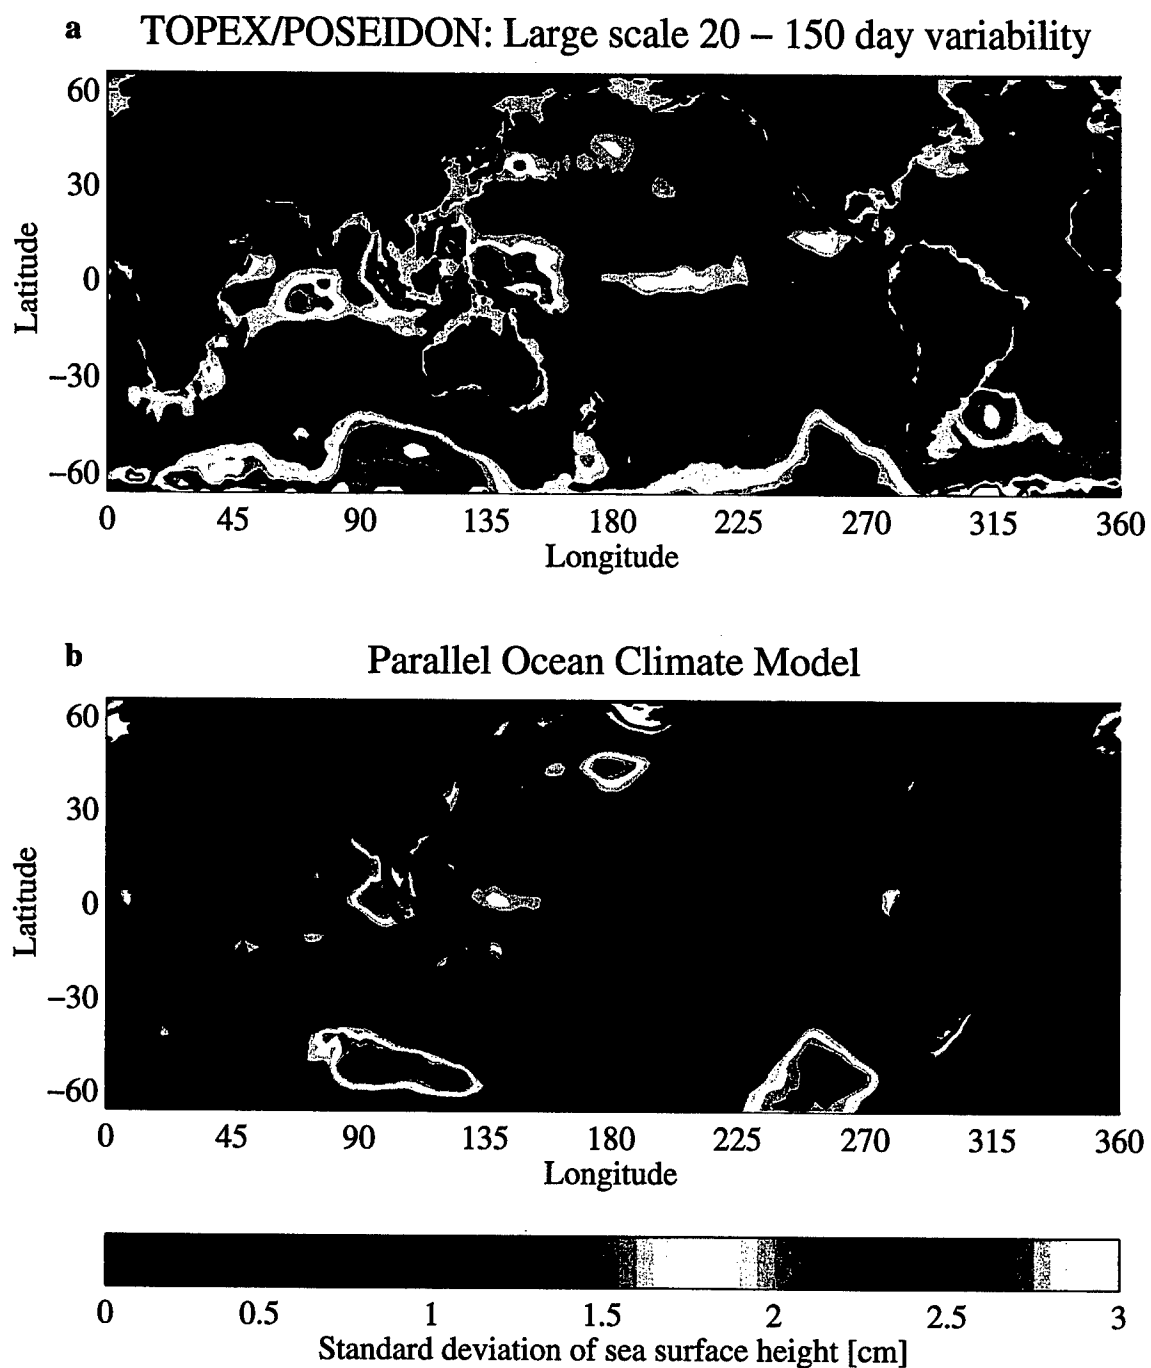 a TOPEX/POSEIDON: Large scale 20 – 150 day variability
60
30
0
−30
−60
Latitude
0 45 90 135 180 225 270 315 360
Longitude
b Parallel Ocean Climate Model
60
30
0
−30
−60
Latitude
0 45 90 135 180 225 270 315 360
Longitude
0 0.5 1 1.5 2 2.5 3
Standard deviation of sea surface height [cm]